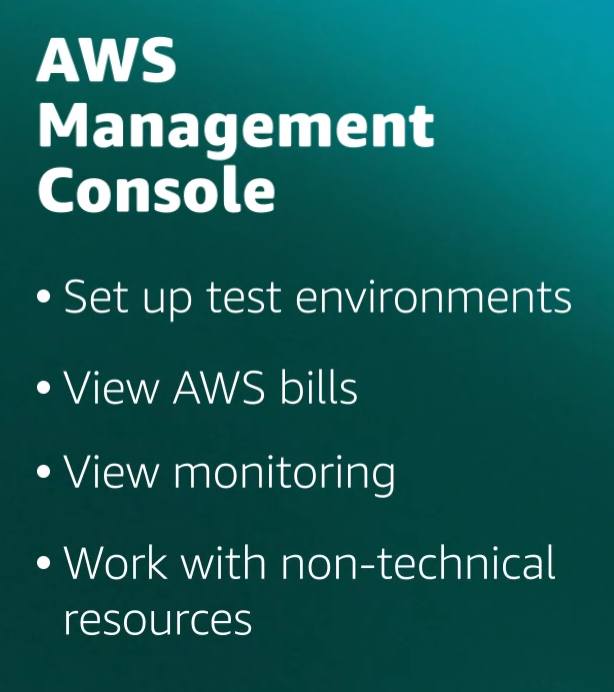 AWS
Management
Console
• Set up test environments
• View AWS bills
• View monitoring
• Work with non-technical
resources